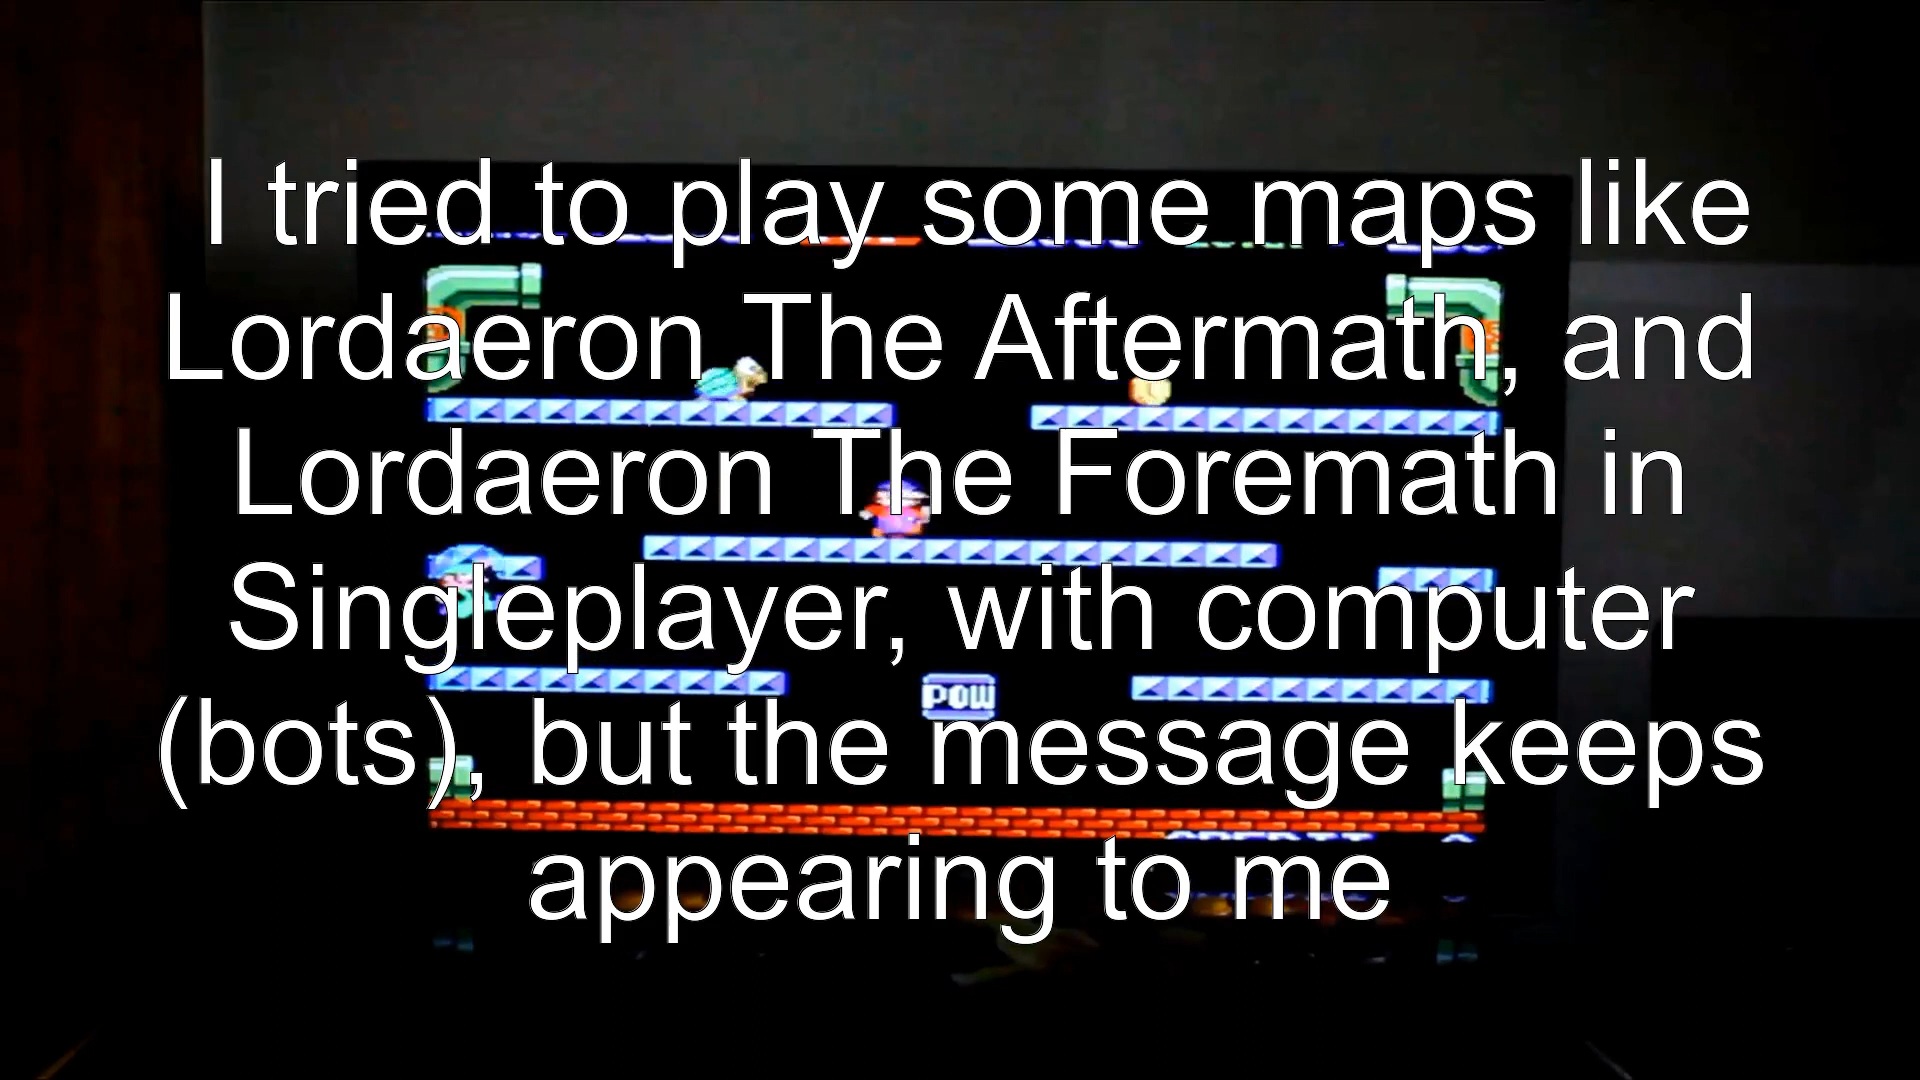 I tried to play some maps like
Lordaeron The Aftermath, and
Lordaeron The Foremath in
Singleplayer, with computer
(bots), but the message keeps
appearing to me
POW